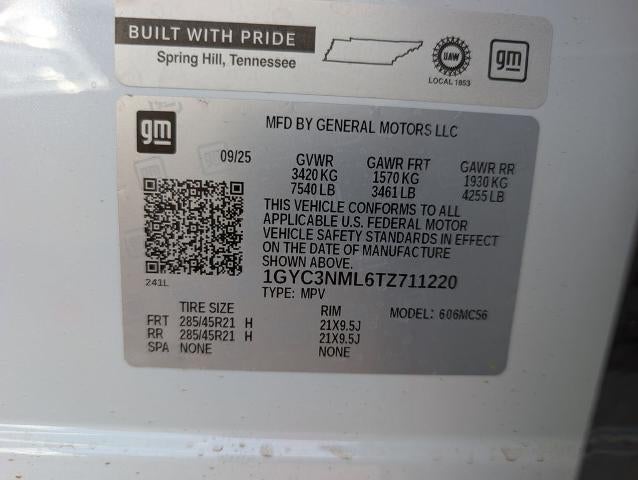 BUILT WITH PRIDE
Spring Hill, Tennessee
UAW
LOCAL 1853
gm
gm
MFD BY GENERAL MOTORS LLC
09/25 GVWR GAWR FRT GAWR RR
3420 KG 1570 KG 1930 KG
7540 LB 3461 LB 4255 LB
THIS VEHICLE CONFORMS TO ALL
APPLICABLE U.S. FEDERAL MOTOR
VEHICLE SAFETY STANDARDS IN EFFECT
ON THE DATE OF MANUFACTURE
SHOWN ABOVE.
241L
1GYC3NML6TZ711220
TYPE: MPV
TIRE SIZE RIM MODEL: 606MC56
FRT 285/45R21 H 21X9.5J
RR 285/45R21 H 21X9.5J
SPA NONE NONE